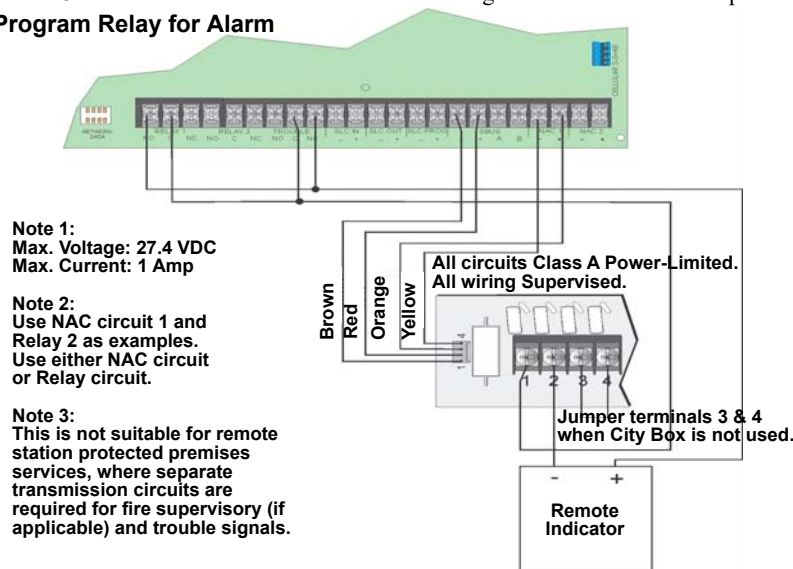 Program Relay for Alarm
CELLULAR
NETWORK
DATA
RELAY 1 RELAY 2 TROUBLE SLC IN SLC OUT SLC PROG SBUS NAC 1 NAC 2
NO C NC NO C NC NO C NC – + – + – + – + A B – + – +
Note 1:
Max. Voltage: 27.4 VDC
Max. Current: 1 Amp
Note 2:
Use NAC circuit 1 and
Relay 2 as examples.
Use either NAC circuit
or Relay circuit.
Note 3:
This is not suitable for remote
station protected premises
services, where separate
transmission circuits are
required for fire supervisory (if
applicable) and trouble signals.
Brown
Red
Orange
Yellow
All circuits Class A Power-Limited.
All wiring Supervised.
1 4
1 2 3 4
Jumper terminals 3 & 4
when City Box is not used.
- +
Remote
Indicator